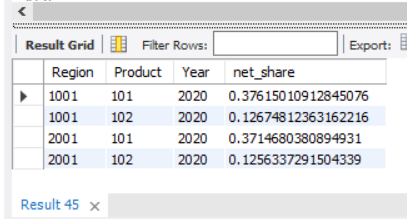 Result Grid Filter Rows: Export:
Region Product Year net_share
1001 101 2020 0.37615010912845076
1001 102 2020 0.12674812363162216
2001 101 2020 0.3714680380894931
2001 102 2020 0.1256337291504339
Result 45 ×